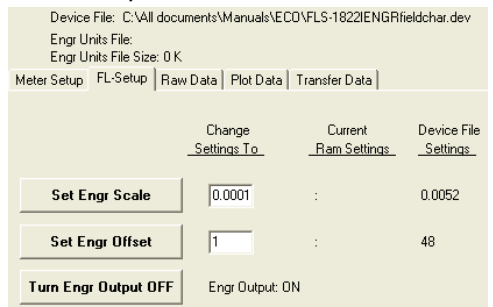 Device File: C:\All documents\Manuals\ECO\FLS-1822IENGRfieldchar.dev
Engr Units File:
Engr Units File Size: 0 K
Meter Setup FL-Setup Raw Data Plot Data Transfer Data
Change Current Device File
Settings To Ram Settings Settings
Set Engr Scale 0.0001 : 0.0052
Set Engr Offset 1 : 48
Turn Engr Output OFF Engr Output: ON